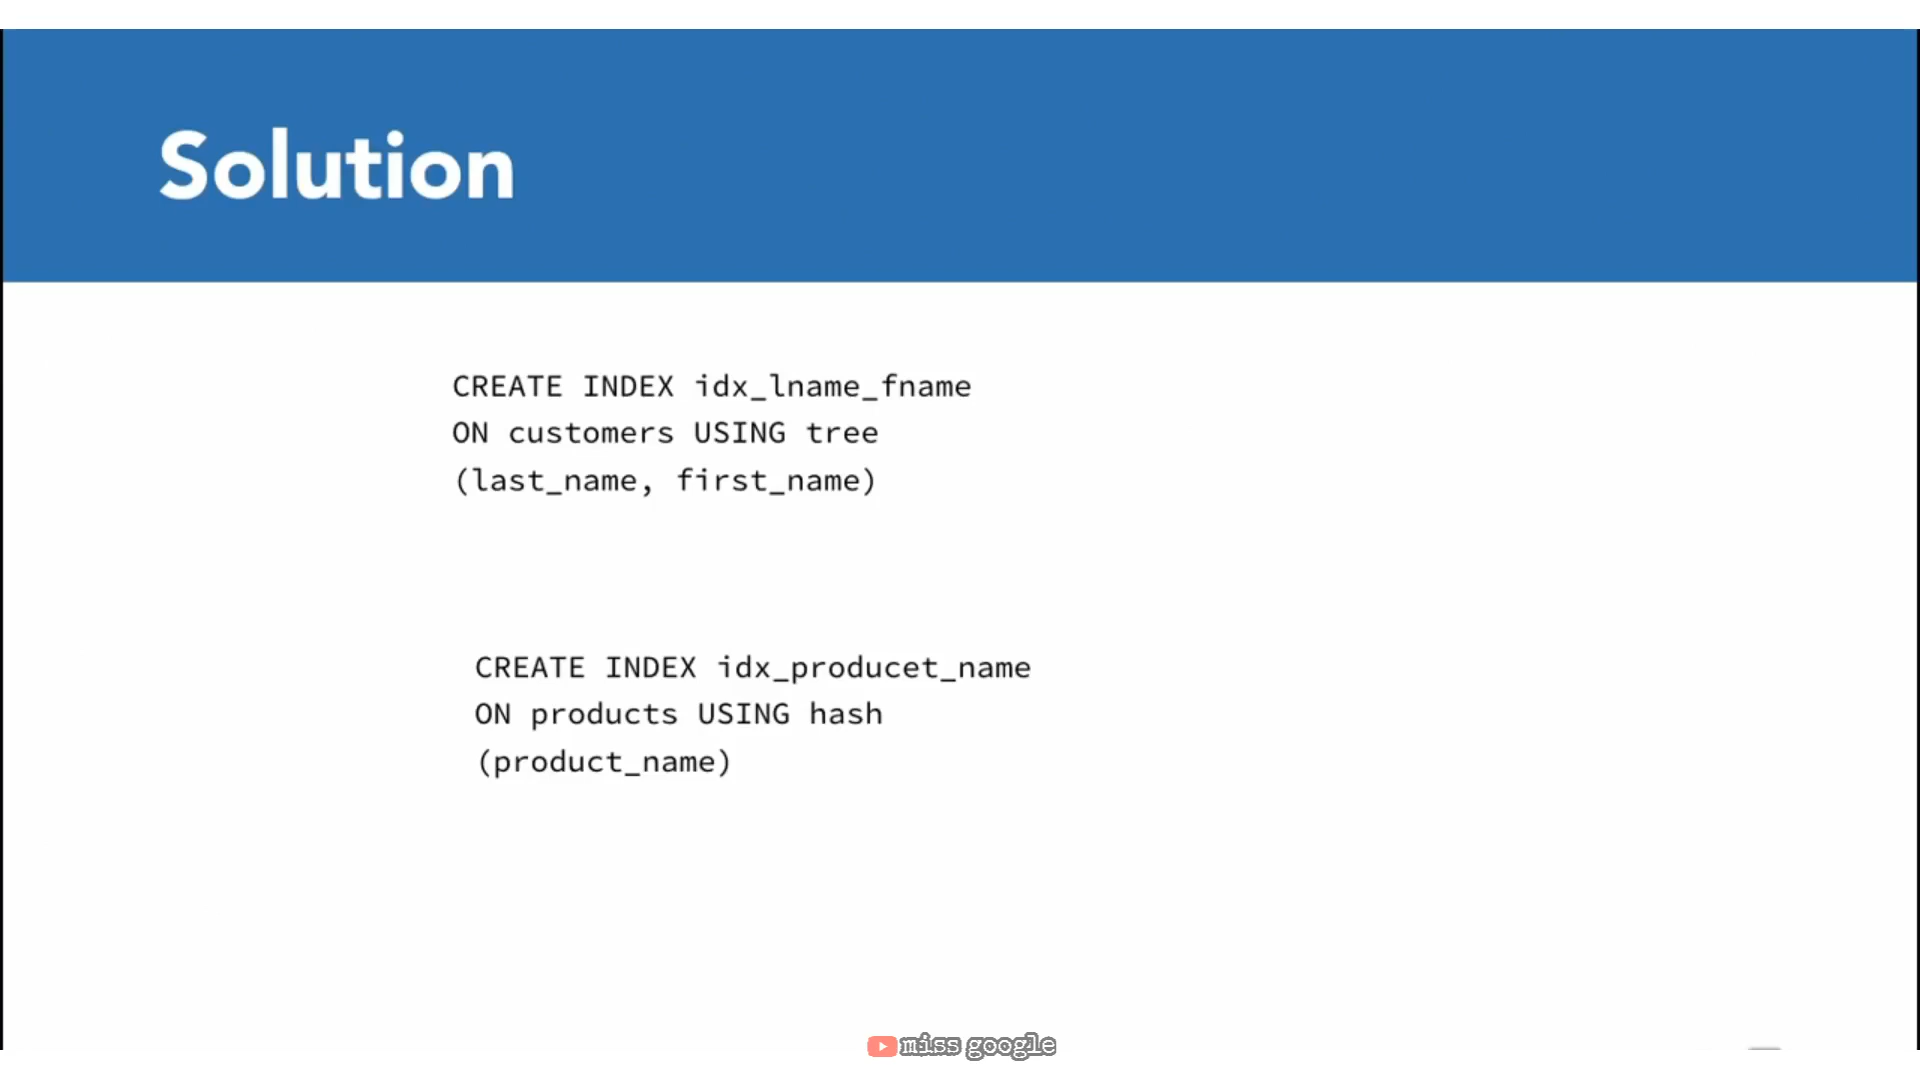 Solution
CREATE INDEX idx_lname_fname
ON customers USING tree
(last_name, first_name)
CREATE INDEX idx_producet_name
ON products USING hash
(product_name)
miss google